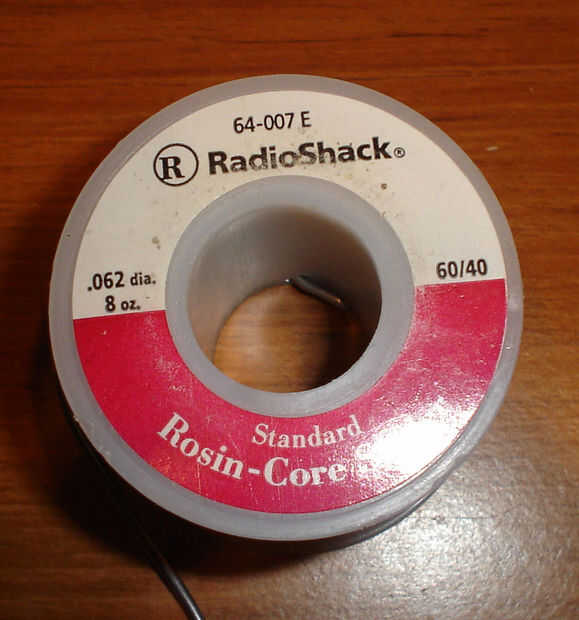 64-007 E
® RadioShack®
.062 dia.
8 oz.
60/40
Standard
Rosin-Core